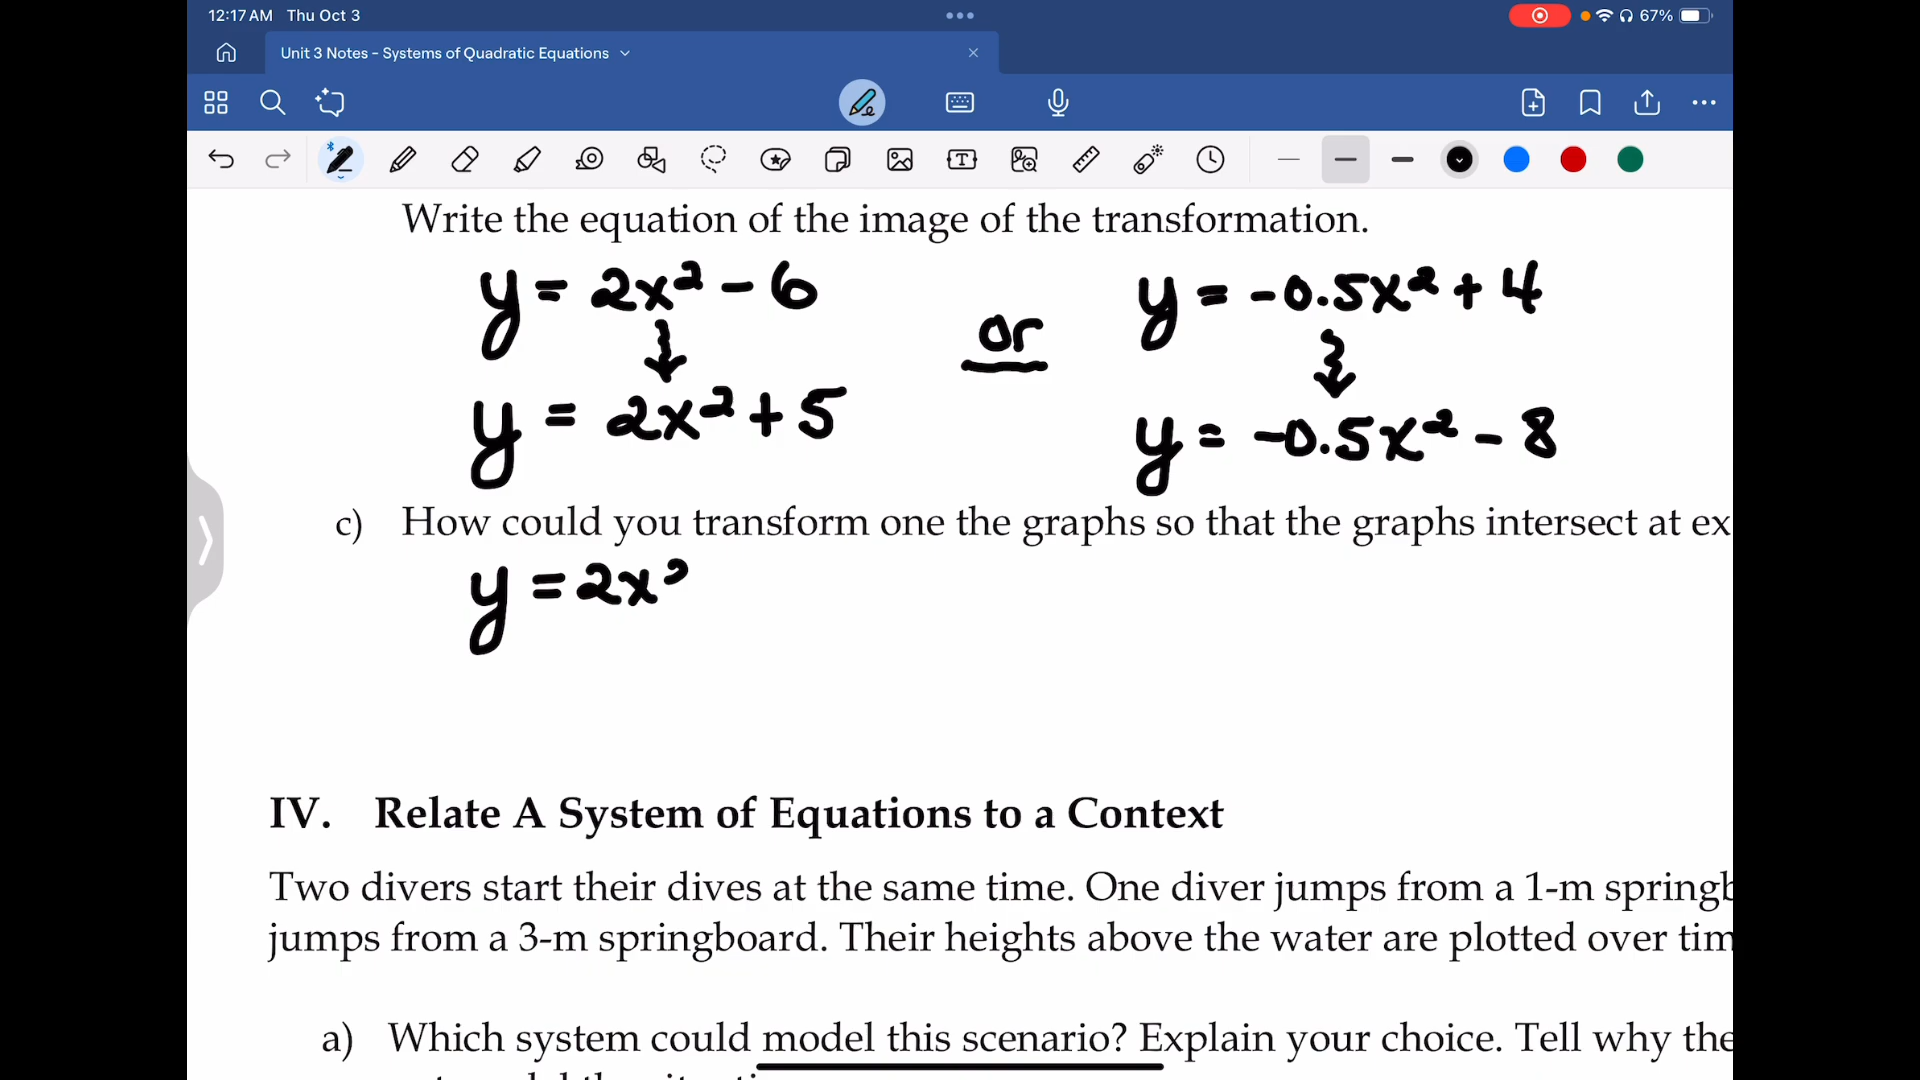 12:17 AM Thu Oct 3
67%
Unit 3 Notes - Systems of Quadratic Equations
Write the equation of the image of the transformation.
y = 2x² - 6 or y = -0.5x² + 4
y = 2x² + 5 y = -0.5x² - 8
c) How could you transform one the graphs so that the graphs intersect at ex
y = 2x²
IV. Relate A System of Equations to a Context
Two divers start their dives at the same time. One diver jumps from a 1-m springb
jumps from a 3-m springboard. Their heights above the water are plotted over tim
a) Which system could model this scenario? Explain your choice. Tell why the